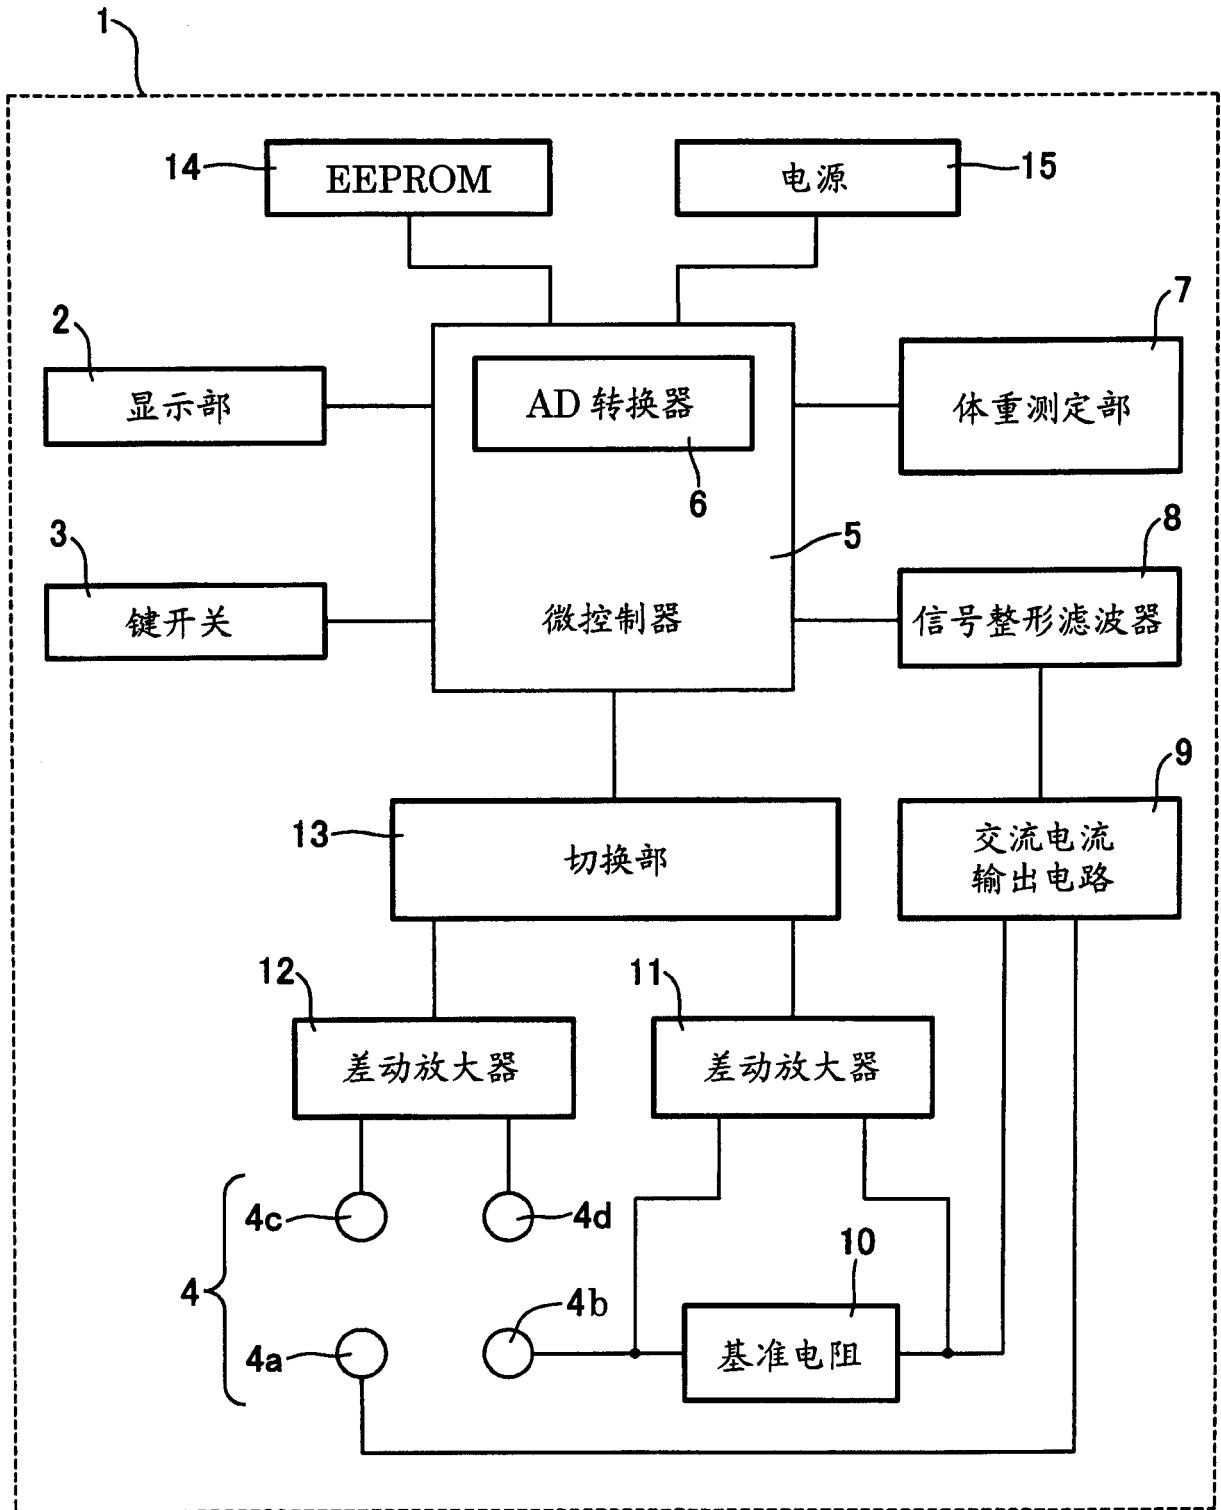 1
14
EEPROM
电源
15
2
显示部
AD 转换器
6
7
体重测定部
3
键开关
5
微控制器
8
信号整形滤波器
13
切换部
9
交流电流
输出电路
12
差动放大器
11
差动放大器
4
4c
4d
4a
4b
10
基准电阻